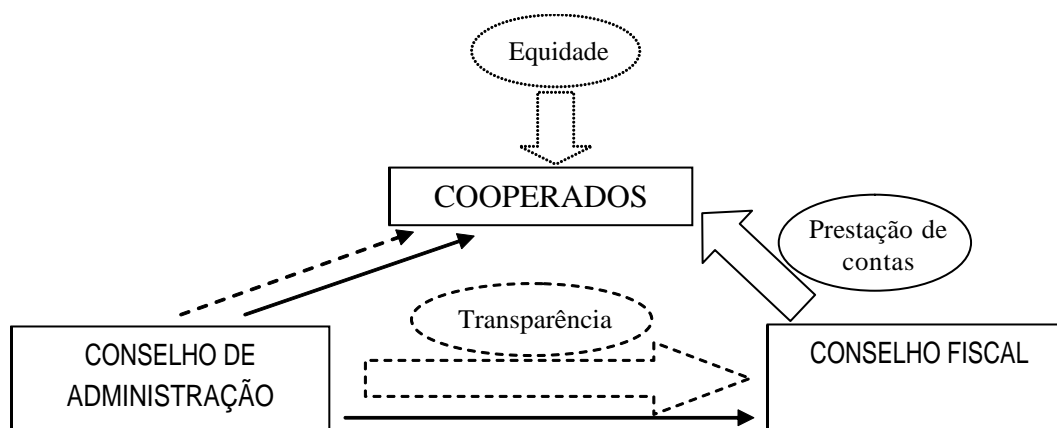 Equidade
COOPERADOS
Prestação de
contas
Transparência
CONSELHO DE
ADMINISTRAÇÃO
CONSELHO FISCAL